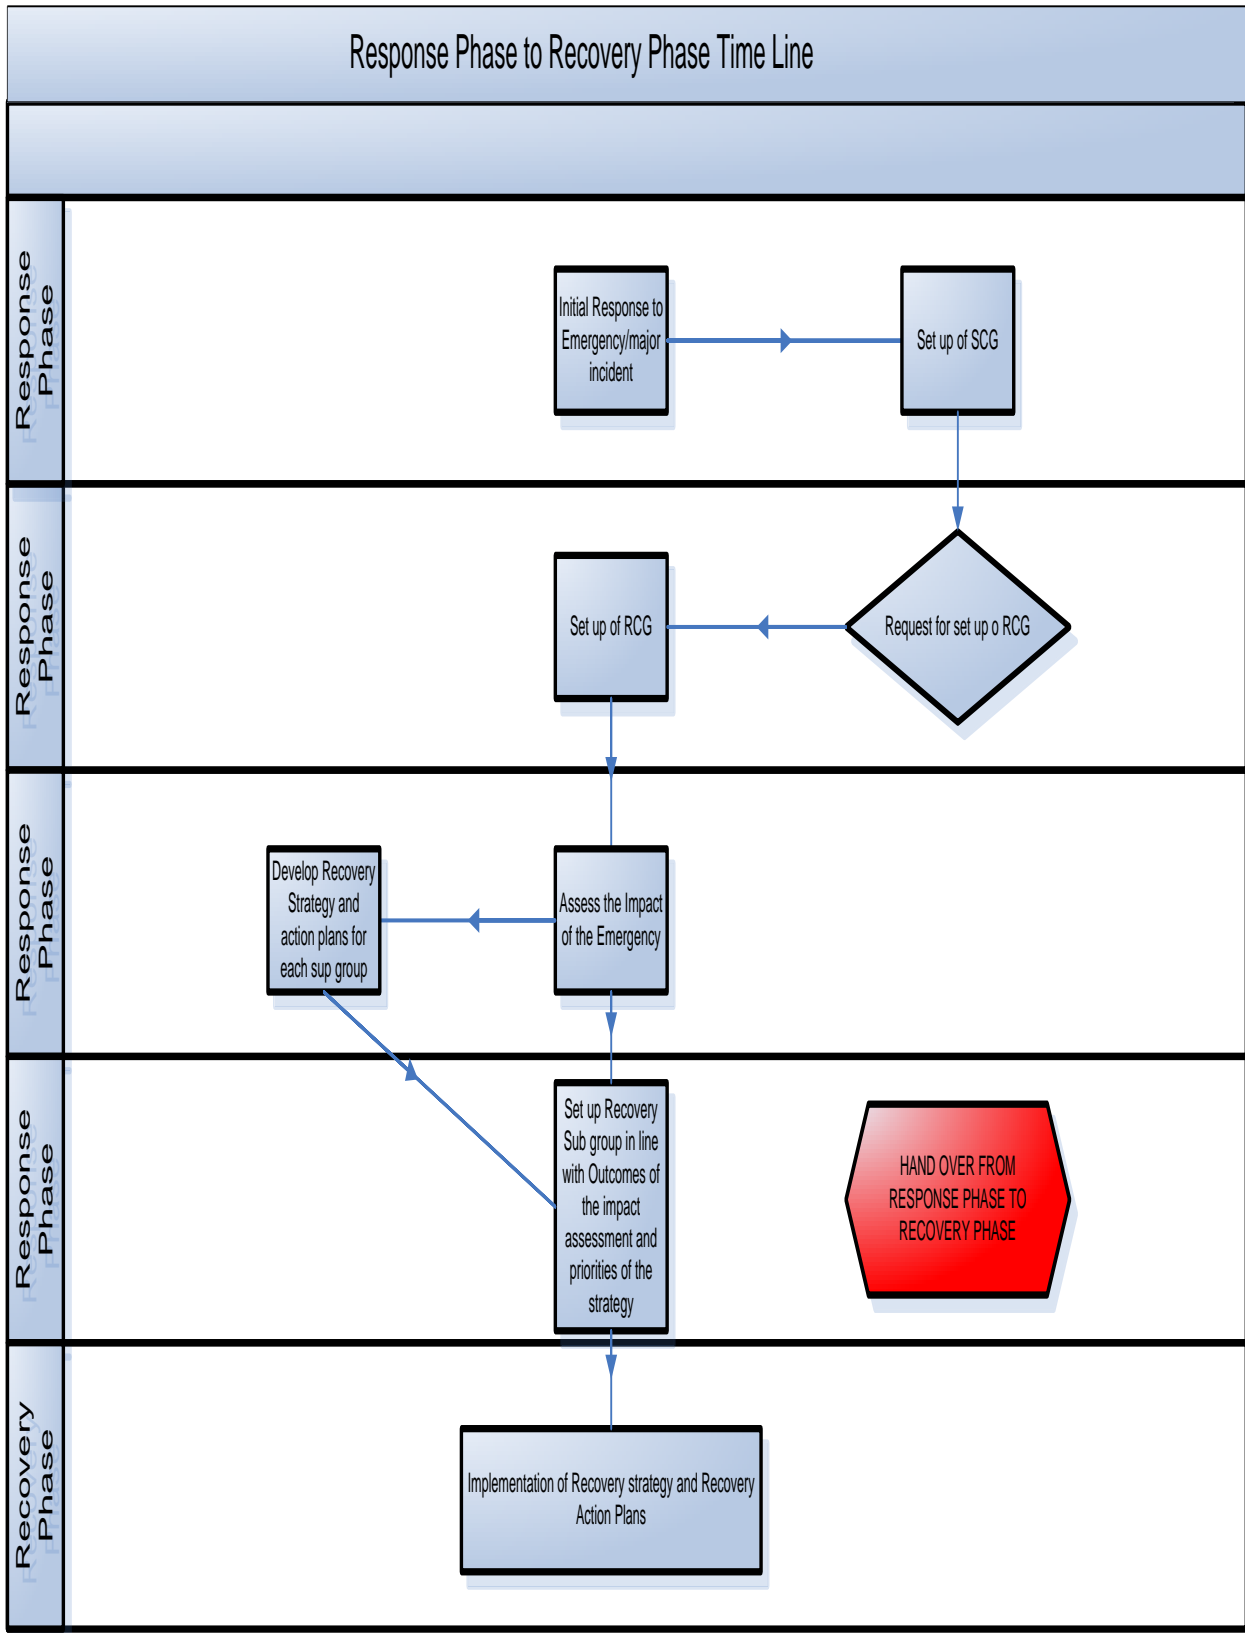 Response Phase to Recovery Phase Time Line
Response
Phase
Initial Response to
Emergency/major
incident
Set up of SCG
Response
Phase
Set up of RCG
Request for set up o RCG
Response
Phase
Develop Recovery
Strategy and
action plans for
each sup group
Assess the Impact
of the Emergency
Response
Phase
Set up Recovery
Sub group in line
with Outcomes of
the impact
assessment and
priorities of the
strategy
HAND OVER FROM
RESPONSE PHASE TO
RECOVERY PHASE
Recovery
Phase
Implementation of Recovery strategy and Recovery
Action Plans